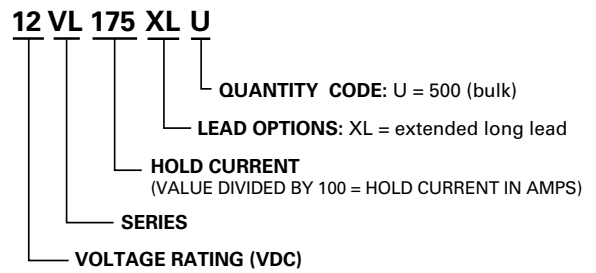 12 VL 175 XL U
QUANTITY CODE: U = 500 (bulk)
LEAD OPTIONS: XL = extended long lead
HOLD CURRENT
(VALUE DIVIDED BY 100 = HOLD CURRENT IN AMPS)
SERIES
VOLTAGE RATING (VDC)